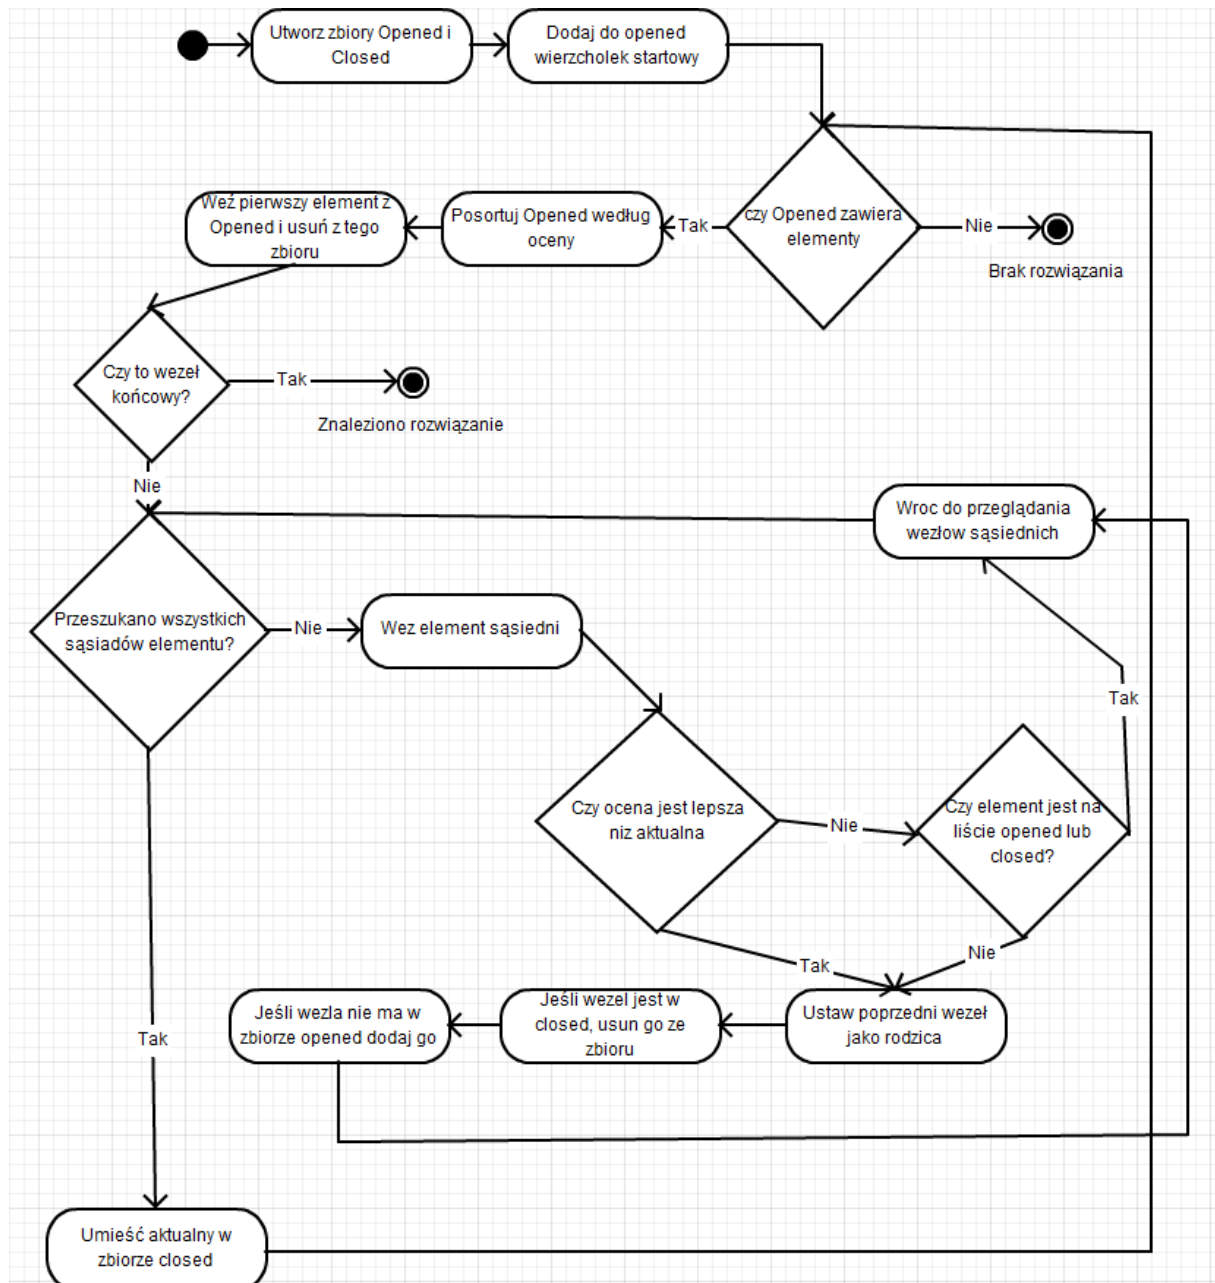 Utworz zbiory Opened i
Closed
Dodaj do opened
wierzcholek startowy
czy Opened zawiera
elementy
Nie
Brak rozwiązania
Tak
Posortuj Opened według
oceny
Weź pierwszy element z
Opened i usuń z tego
zbioru
Czy to wezeł
końcowy?
Tak
Znaleziono rozwiązanie
Nie
Przeszukano wszystkich
sąsiadów elementu?
Nie
Wez element sąsiedni
Wroc do przeglądania
wezłow sąsiednich
Tak
Czy ocena jest lepsza
niz aktualna
Nie
Czy element jest na
liście opened lub
closed?
Nie
Tak
Ustaw poprzedni wezeł
jako rodzica
Jeśli wezel jest w
closed, usun go ze
zbioru
Jeśli wezla nie ma w
zbiorze opened dodaj go
Tak
Umieść aktualny w
zbiorze closed